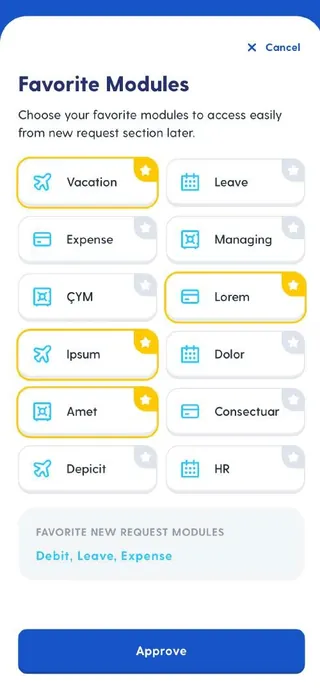 Cancel
Favorite Modules
Choose your favorite modules to access easily
from new request section later.
Vacation
Leave
Expense
Managing
ÇYM
Lorem
Ipsum
Dolor
Amet
Consectuar
Depicit
HR
FAVORITE NEW REQUEST MODULES
Debit, Leave, Expense
Approve